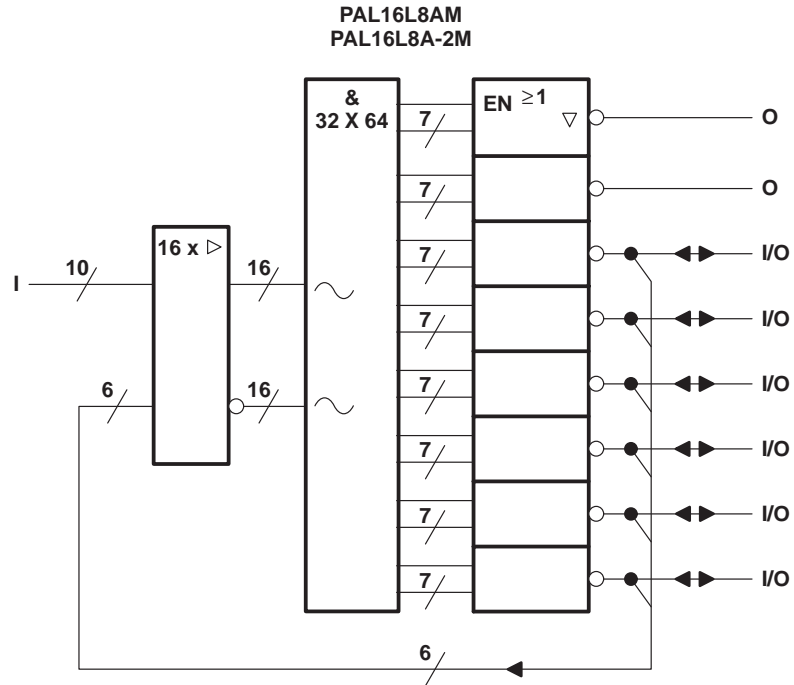 PAL16L8AM
PAL16L8A-2M
&
32 X 64
EN ≥1
7
O
7
O
16 x
7
I/O
I
10
16
7
I/O
7
I/O
6
16
7
I/O
7
I/O
7
I/O
6